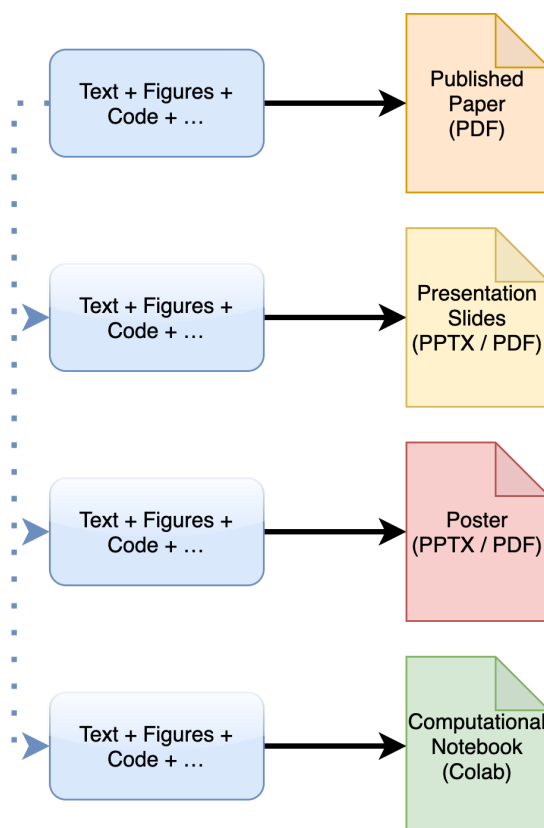 Text + Figures +
Code + …
Published
Paper
(PDF)
Text + Figures +
Code + …
Presentation
Slides
(PPTX / PDF)
Text + Figures +
Code + …
Poster
(PPTX / PDF)
Text + Figures +
Code + …
Computational
Notebook
(Colab)